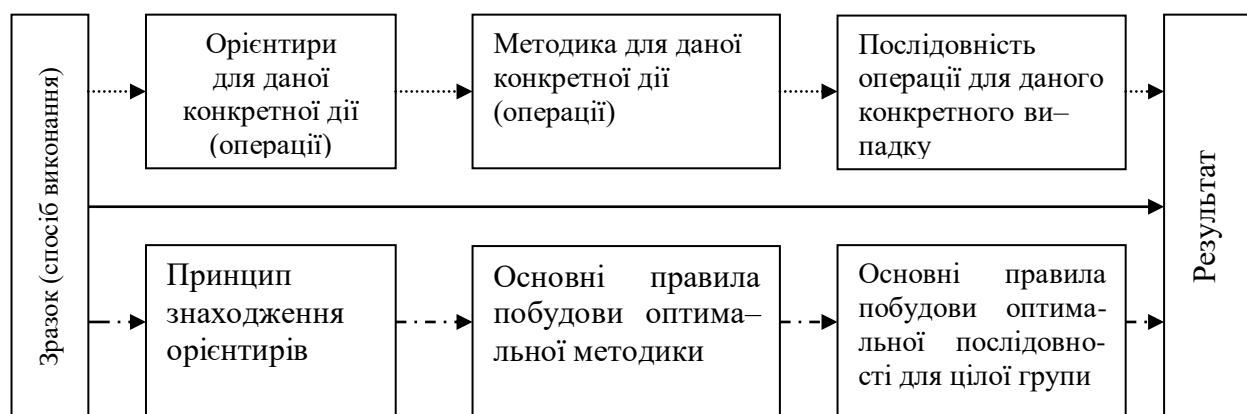 Зразок (спосіб виконання)
Орієнтири
для даної
конкретної дії
(операції)
Методика для даної
конкретної дії
(операції)
Послідовність
операції для даного
конкретного ви–
падку
Принцип
знаходження
орієнтирів
Основні правила
побудови оптима–
льної методики
Основні правила
побудови оптима-
льної послідовно-
сті для цілої групи
Результат